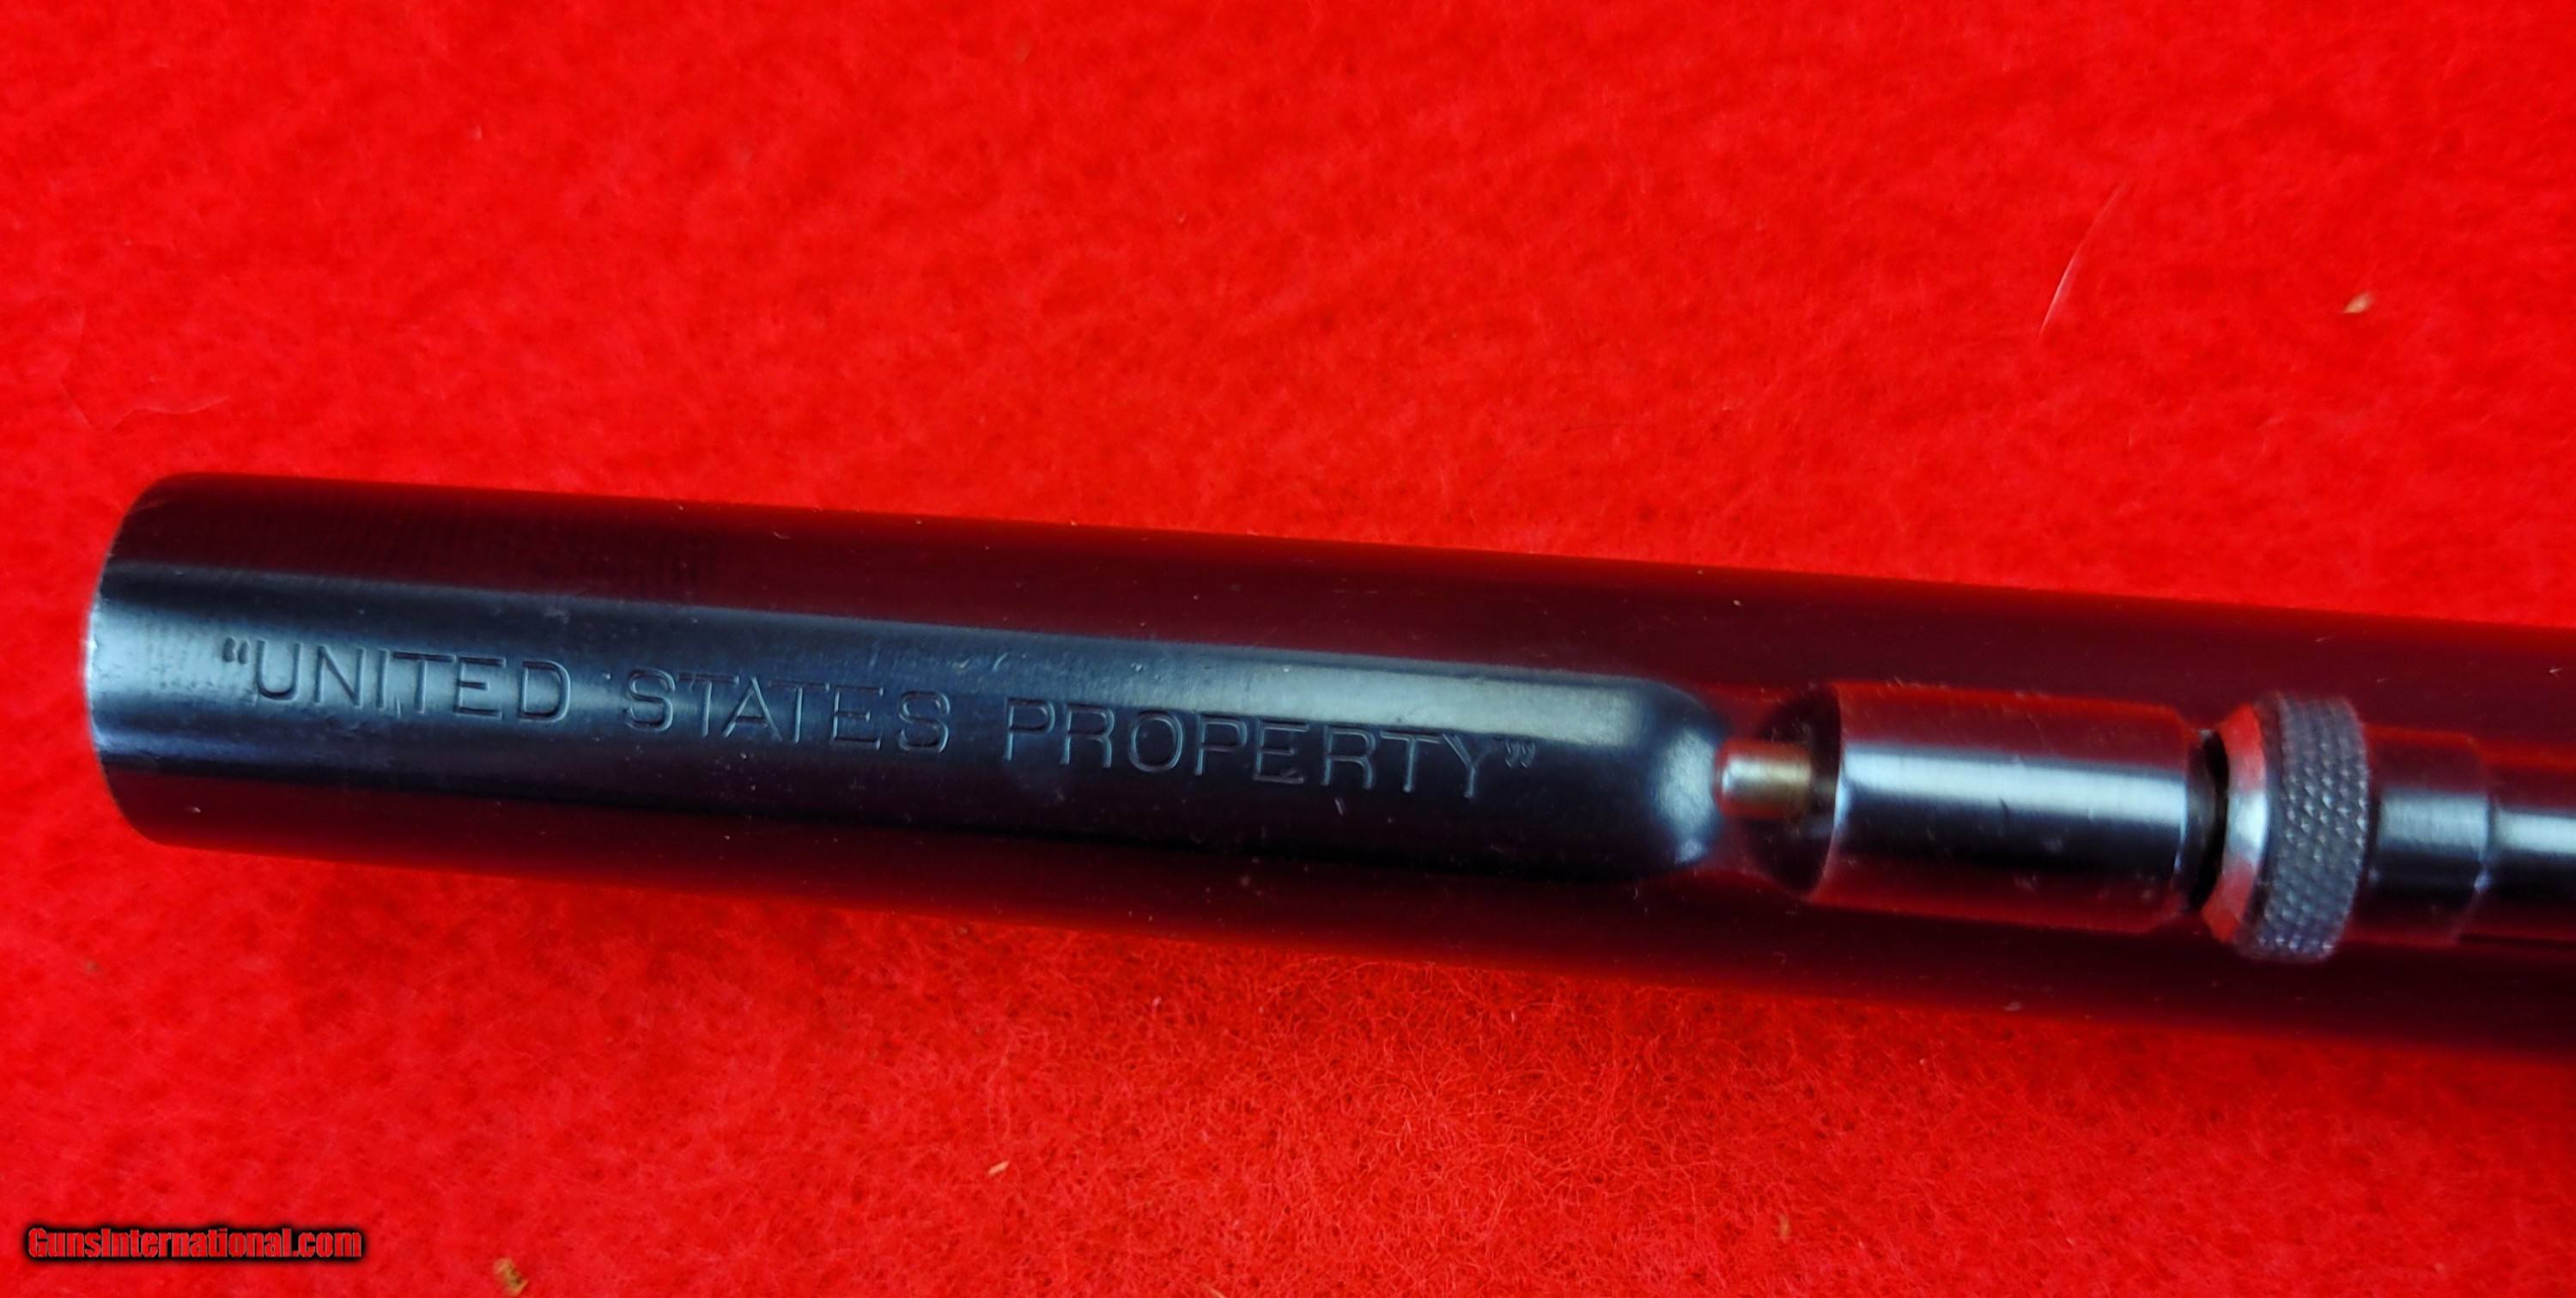 “UNITED STATES PROPERTY”
GunsInternational.com